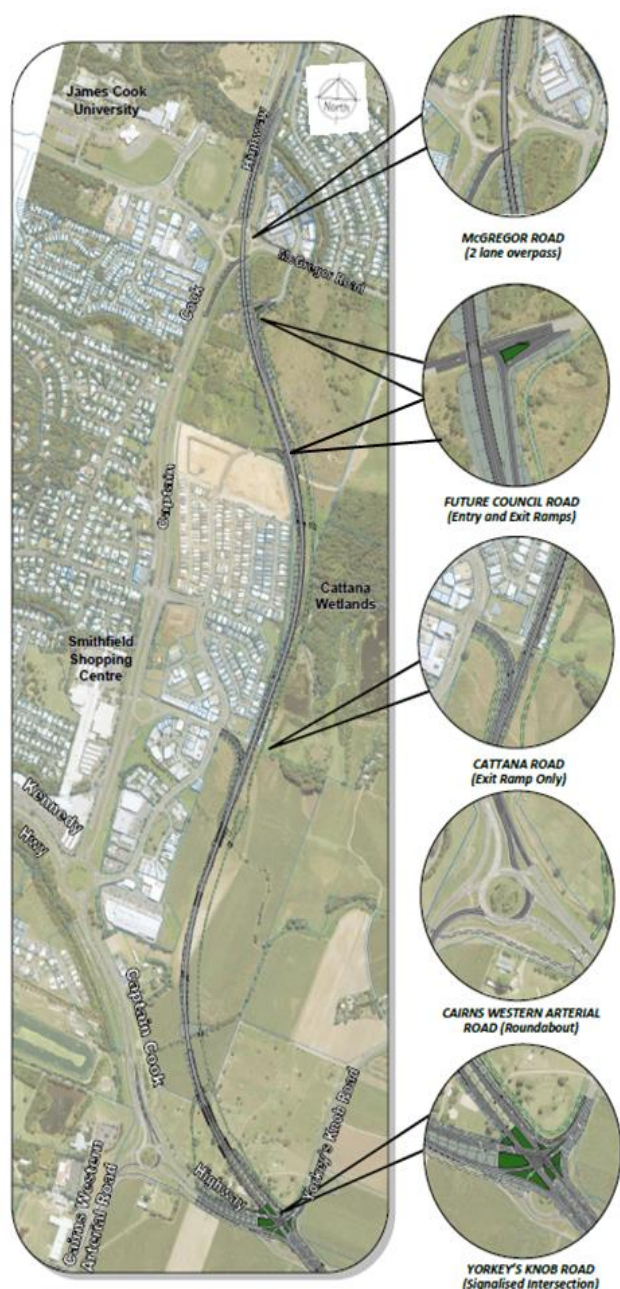 James Cook
University
North
Highway
McGregor Road
Cook
Captain
Cattana
Wetlands
Smithfield
Shopping
Centre
Kennedy
Hwy
Captain Cook
Highway
Yorkey's Knob Road
Cairns Western
Arterial Road
McGREGOR ROAD
(2 lane overpass)
FUTURE COUNCIL ROAD
(Entry and Exit Ramps)
CATTANA ROAD
(Exit Ramp Only)
CAIRNS WESTERN ARTERIAL
ROAD (Roundabout)
YORKEY'S KNOB ROAD
(Signalised Intersection)